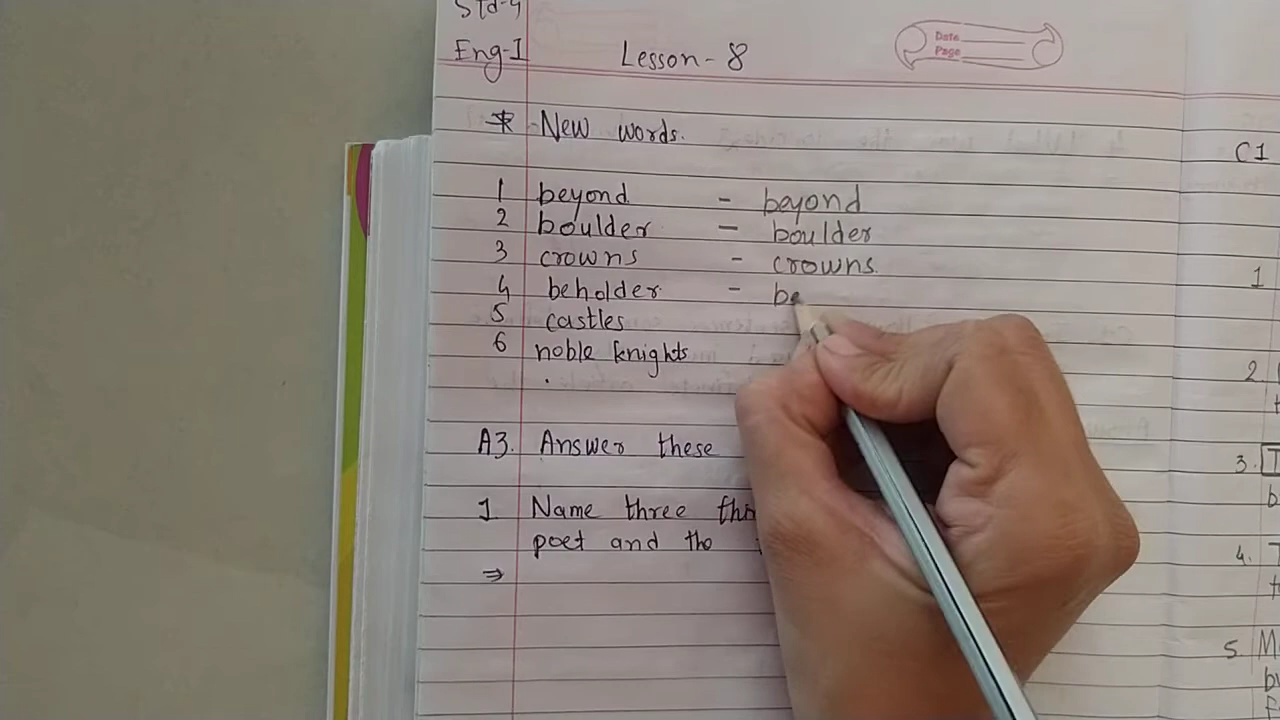 Std-4
Eng-I
Lesson - 8
Date
Page
* New words.
1 beyond - beyond
2 boulder - boulder
3 crowns - crowns.
4 beholder - be
5 castles
6 noble knights
A3. Answer these
1 Name three thin
poet and the
⇒
C1
1
2.
3.
4.
5